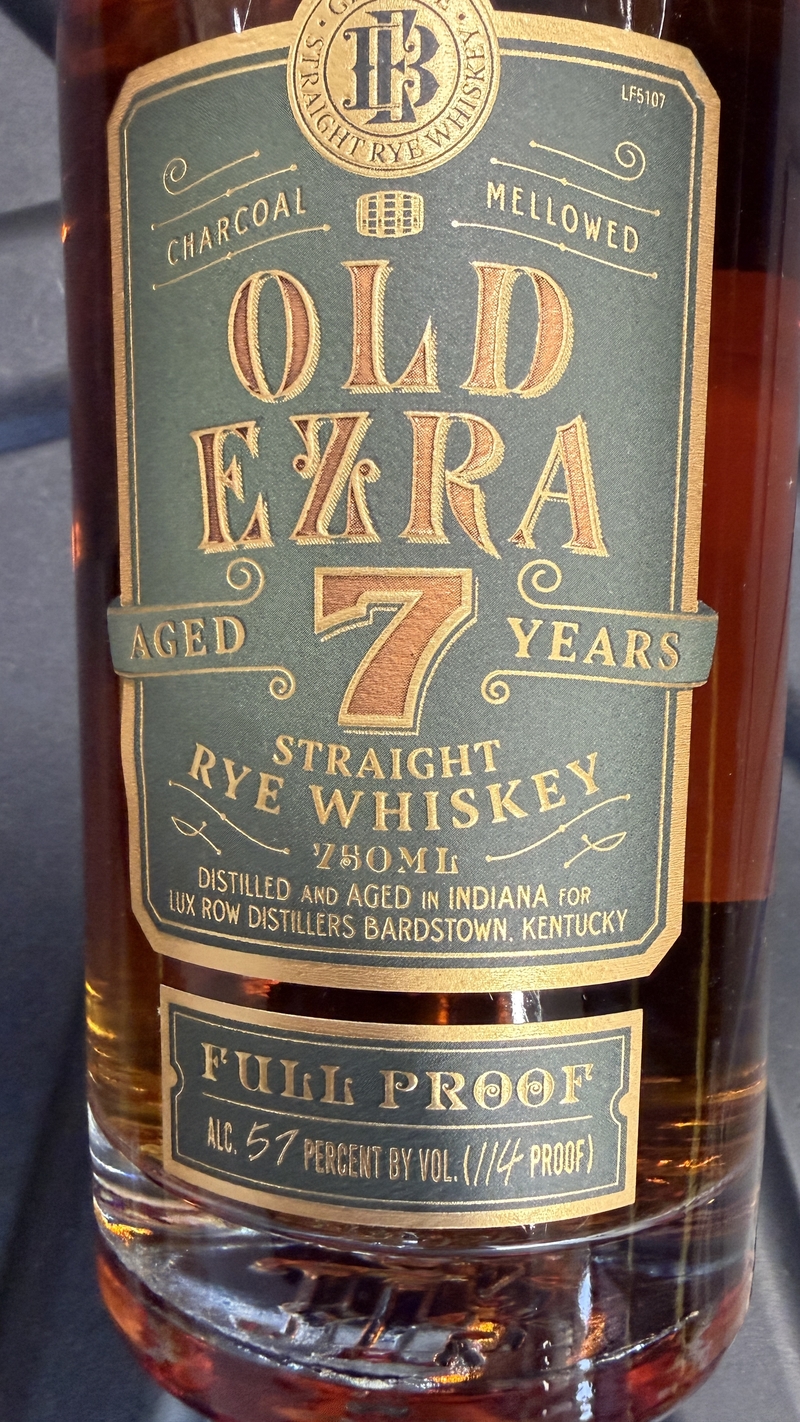 STRAIGHT RYE WHISKEY
EB
LF5107
CHARCOAL MELLOWED
OLD
EZRA
AGED 7 YEARS
STRAIGHT
RYE WHISKEY
750ML
DISTILLED AND AGED IN INDIANA FOR
LUX ROW DISTILLERS BARDSTOWN, KENTUCKY
FULL PROOF
ALC. 57 PERCENT BY VOL. (114 PROOF)